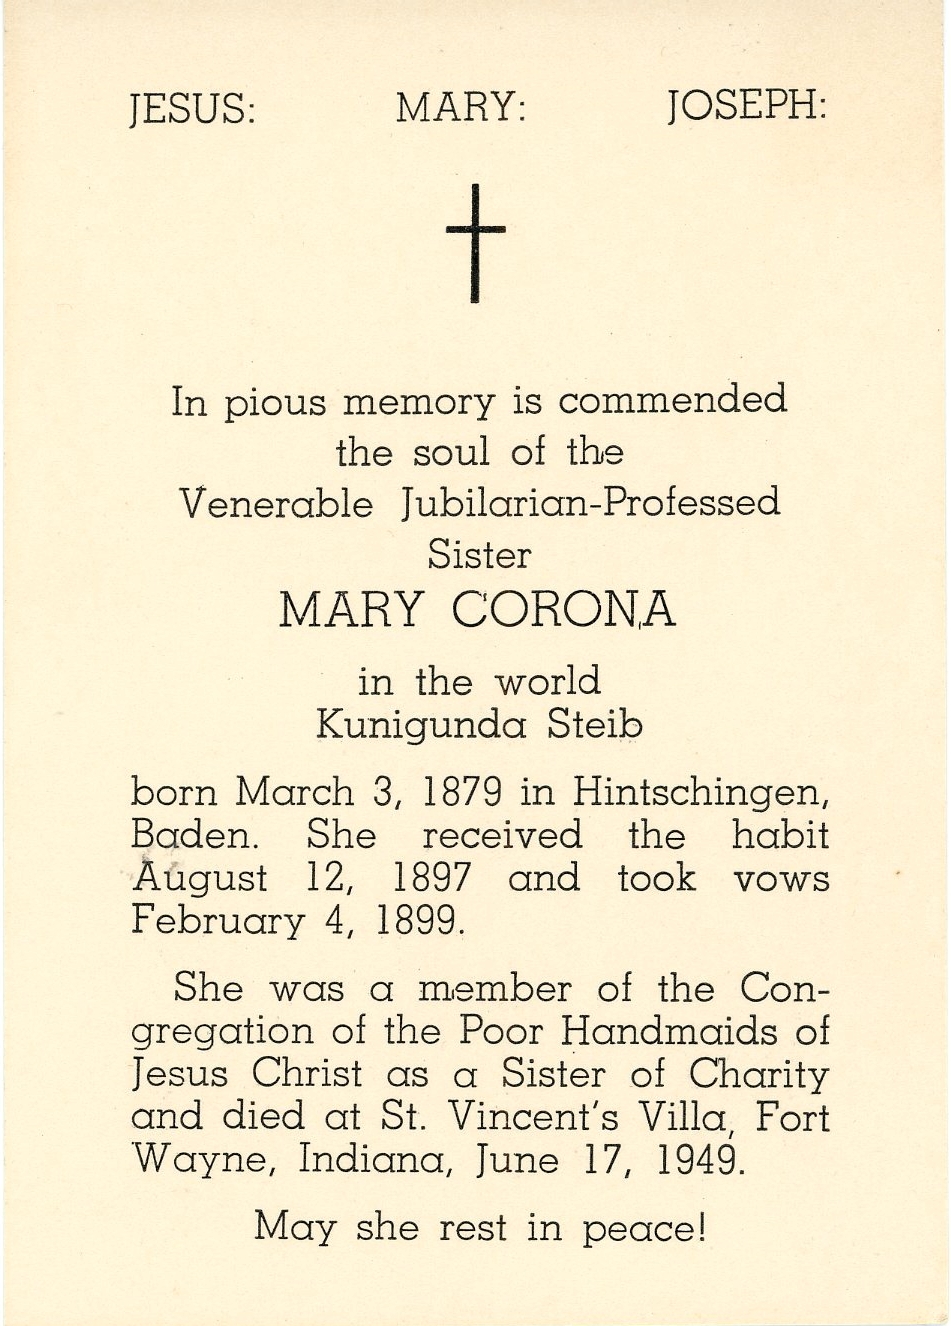 JESUS: MARY: JOSEPH:
In pious memory is commended
the soul of the
Venerable Jubilarian-Professed
Sister
MARY CORONA
in the world
Kunigunda Steib
born March 3, 1879 in Hintschingen,
Baden. She received the habit
August 12, 1897 and took vows
February 4, 1899.
She was a member of the Con-
gregation of the Poor Handmaids of
Jesus Christ as a Sister of Charity
and died at St. Vincent's Villa, Fort
Wayne, Indiana, June 17, 1949.
May she rest in peace!